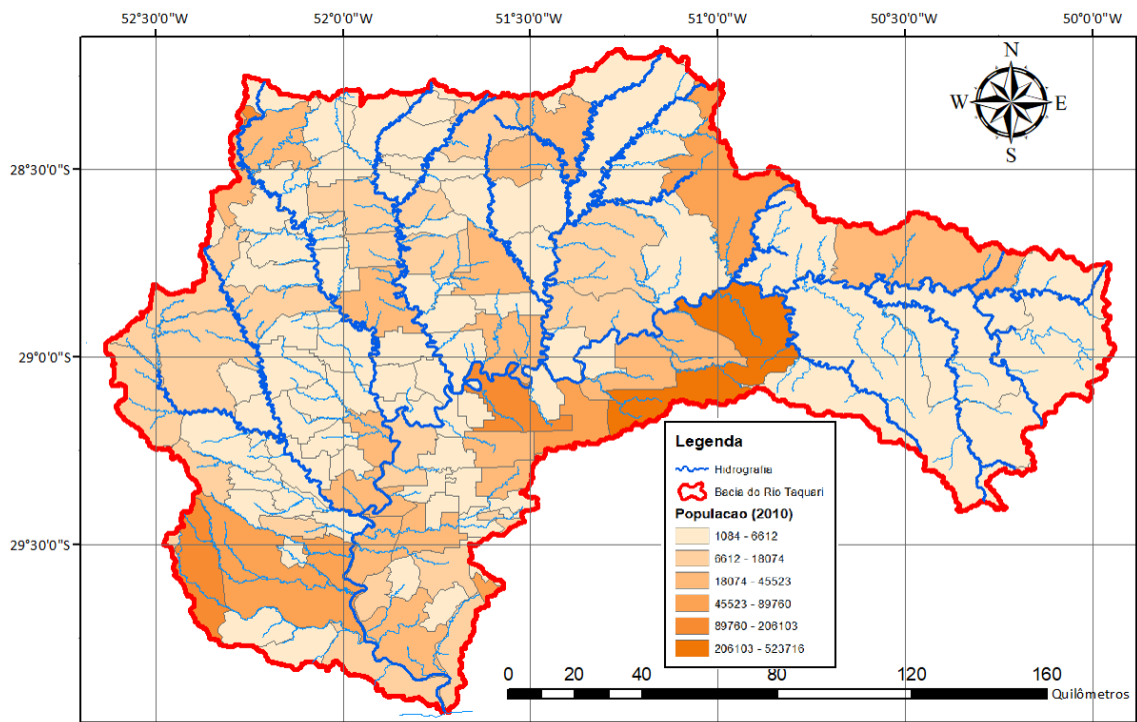 52°30'0"W 52°0'0"W 51°30'0"W 51°0'0"W 50°30'0"W 50°0'0"W
N
W E
S
28°30'0"S
29°0'0"S
29°30'0"S
Legenda
Hidrografia
Bacia do Rio Taquari
Populacao (2010)
1084 - 6612
6612 - 18074
18074 - 45523
45523 - 89760
89760 - 206103
206103 - 523716
0 20 40 80 120 160
Quilômetros